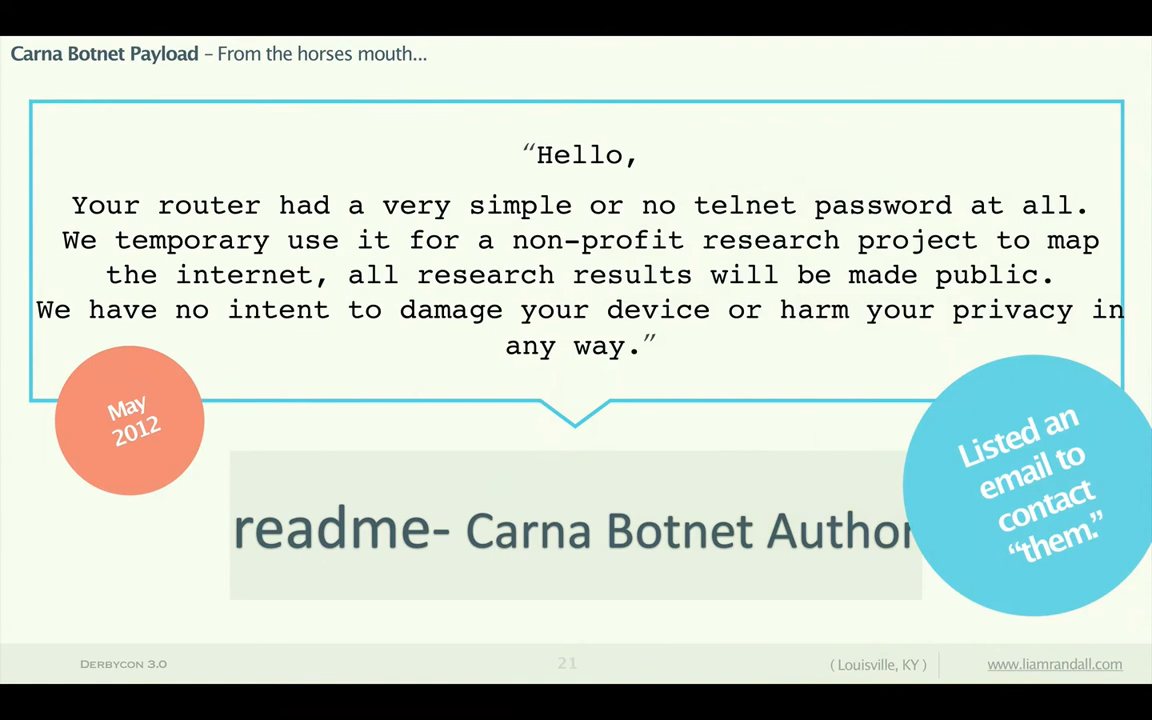 Carna Botnet Payload – From the horses mouth...
“Hello,
Your router had a very simple or no telnet password at all.
We temporary use it for a non-profit research project to map
the internet, all research results will be made public.
We have no intent to damage your device or harm your privacy in
any way.”
May
2012
Listed an
email to
contact
“them.”
readme- Carna Botnet Author
Derbycon 3.0
21
( Louisville, KY )
www.liamrandall.com